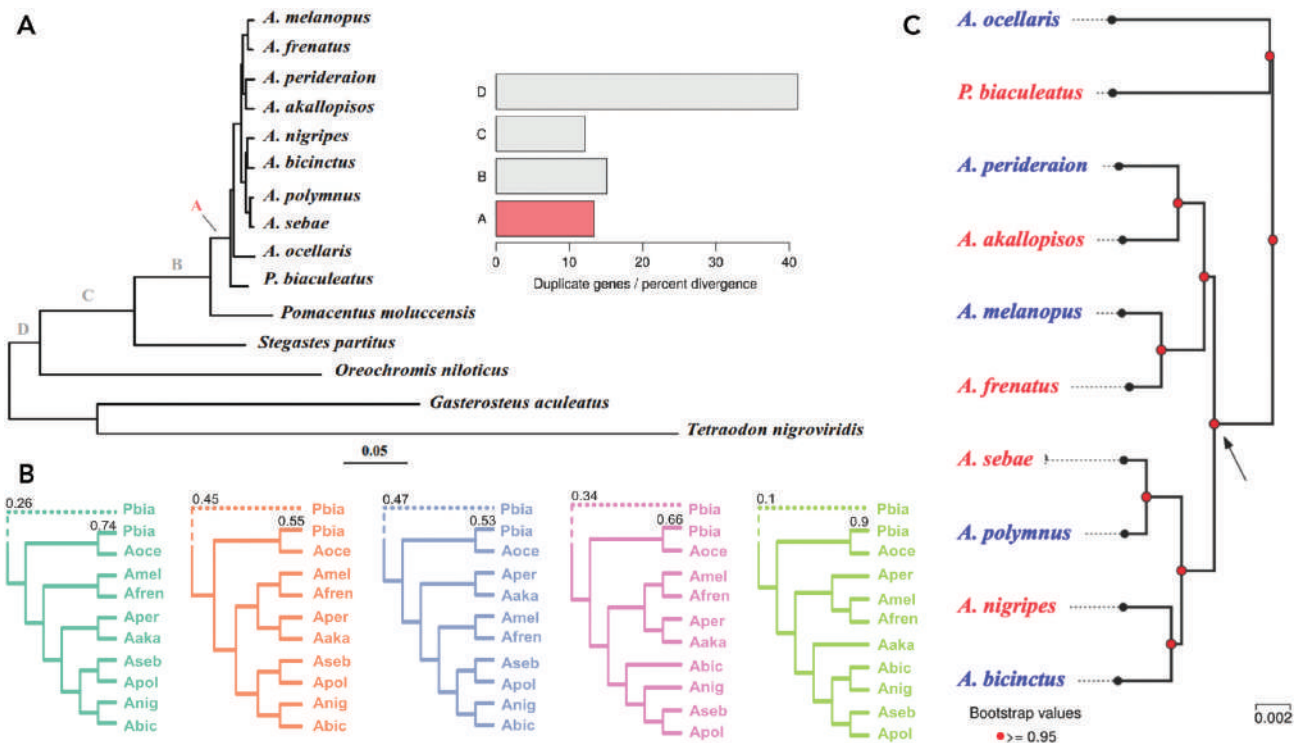 A
A. melanopus
A. frenatus
A. perideraion
A. akallopisos
A. nigripes
A. bicinctus
A. polymnus
A. sebae
A. ocellaris
P. biaculeatus
Pomacentus moluccensis
Stegastes partitus
Oreochromis niloticus
Gasterosteus aculeatus
Tetraodon nigroviridis
A
B
C
D
0.05
D
C
B
A
0 10 20 30 40
Duplicate genes / percent divergence
B
0.26
Pbia
0.74
Pbia
Aoce
Amel
Afren
Aper
Aaka
Aseb
Apol
Anig
Abic
0.45
Pbia
0.55
Pbia
Aoce
Amel
Afren
Aper
Aaka
Aseb
Apol
Anig
Abic
0.47
Pbia
0.53
Pbia
Aoce
Aper
Aaka
Amel
Afren
Aseb
Apol
Anig
Abic
0.34
Pbia
0.66
Pbia
Aoce
Amel
Afren
Aper
Aaka
Abic
Anig
Aseb
Apol
0.1
Pbia
0.9
Pbia
Aoce
Aper
Amel
Afren
Aaka
Abic
Anig
Aseb
Apol
C
A. ocellaris
P. biaculeatus
A. perideraion
A. akallopisos
A. melanopus
A. frenatus
A. sebae
A. polymnus
A. nigripes
A. bicinctus
Bootstrap values
>= 0.95
0.002